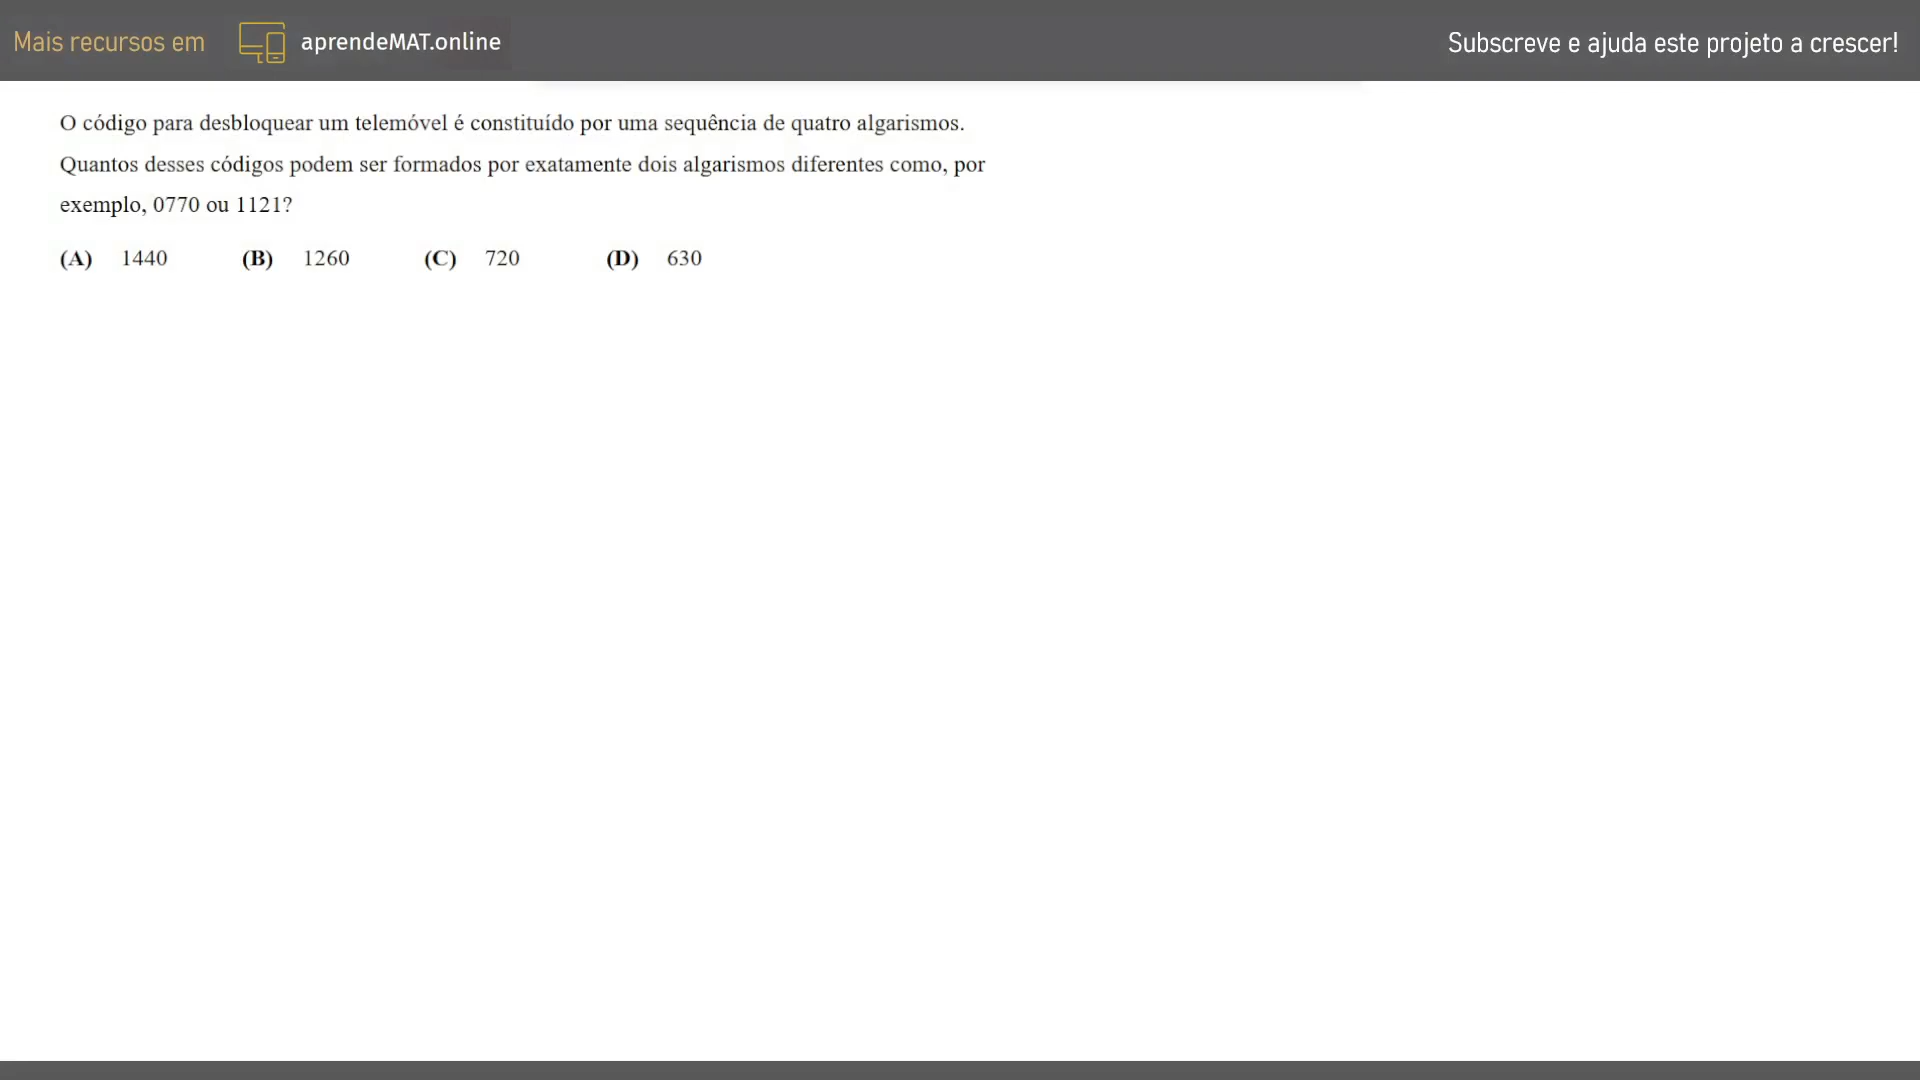 Mais recursos em aprendeMAT.online Subscreve e ajuda este projeto a crescer!
O código para desbloquear um telemóvel é constituído por uma sequência de quatro algarismos.
Quantos desses códigos podem ser formados por exatamente dois algarismos diferentes como, por
exemplo, 0770 ou 1121?
(A) 1440 (B) 1260 (C) 720 (D) 630